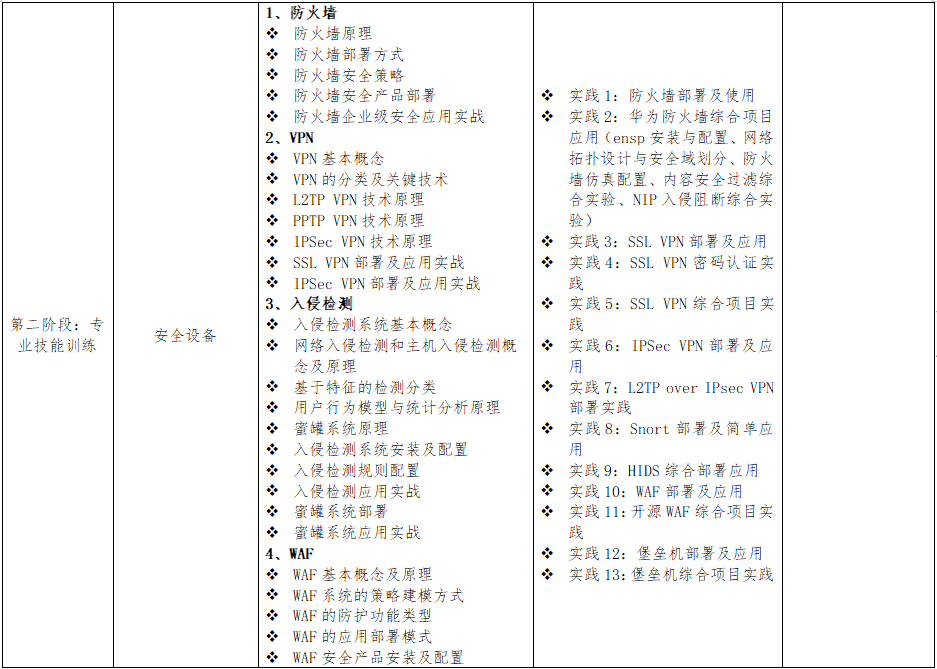 第二阶段：专
业技能训练
安全设备
1、防火墙
❖ 防火墙原理
❖ 防火墙部署方式
❖ 防火墙安全策略
❖ 防火墙安全产品部署
❖ 防火墙企业级安全应用实战
2、VPN
❖ VPN 基本概念
❖ VPN 的分类及关键技术
❖ L2TP VPN 技术原理
❖ PPTP VPN 技术原理
❖ IPSec VPN 技术原理
❖ SSL VPN 部署及应用实战
❖ IPSec VPN 部署及应用实战
3、入侵检测
❖ 入侵检测系统基本概念
❖ 网络入侵检测和主机入侵检测概
念及原理
❖ 基于特征的检测分类
❖ 用户行为模型与统计分析原理
❖ 蜜罐系统原理
❖ 入侵检测系统安装及配置
❖ 入侵检测规则配置
❖ 入侵检测应用实战
❖ 蜜罐系统部署
❖ 蜜罐系统应用实战
4、WAF
❖ WAF 基本概念及原理
❖ WAF 系统的策略建模方式
❖ WAF 的防护功能类型
❖ WAF 的应用部署模式
❖ WAF 安全产品安装及配置
❖ 实践 1：防火墙部署及使用
❖ 实践 2：华为防火墙综合项目
应用（ensp 安装与配置、网络
拓扑设计与安全域划分、防火
墙仿真配置、内容安全过滤综
合实验、NIP 入侵阻断综合实
验）
❖ 实践 3：SSL VPN 部署及应用
❖ 实践 4：SSL VPN 密码认证实
践
❖ 实践 5：SSL VPN 综合项目实
践
❖ 实践 6：IPSec VPN 部署及应
用
❖ 实践 7：L2TP over IPsec VPN
部署实践
❖ 实践 8：Snort 部署及简单应
用
❖ 实践 9：HIDS 综合部署应用
❖ 实践 10：WAF 部署及应用
❖ 实践 11：开源 WAF 综合项目实
践
❖ 实践 12：堡垒机部署及应用
❖ 实践 13：堡垒机综合项目实践